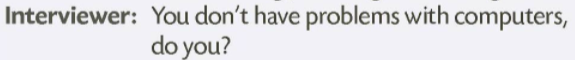 Interviewer: You don't have problems with computers,
do you?